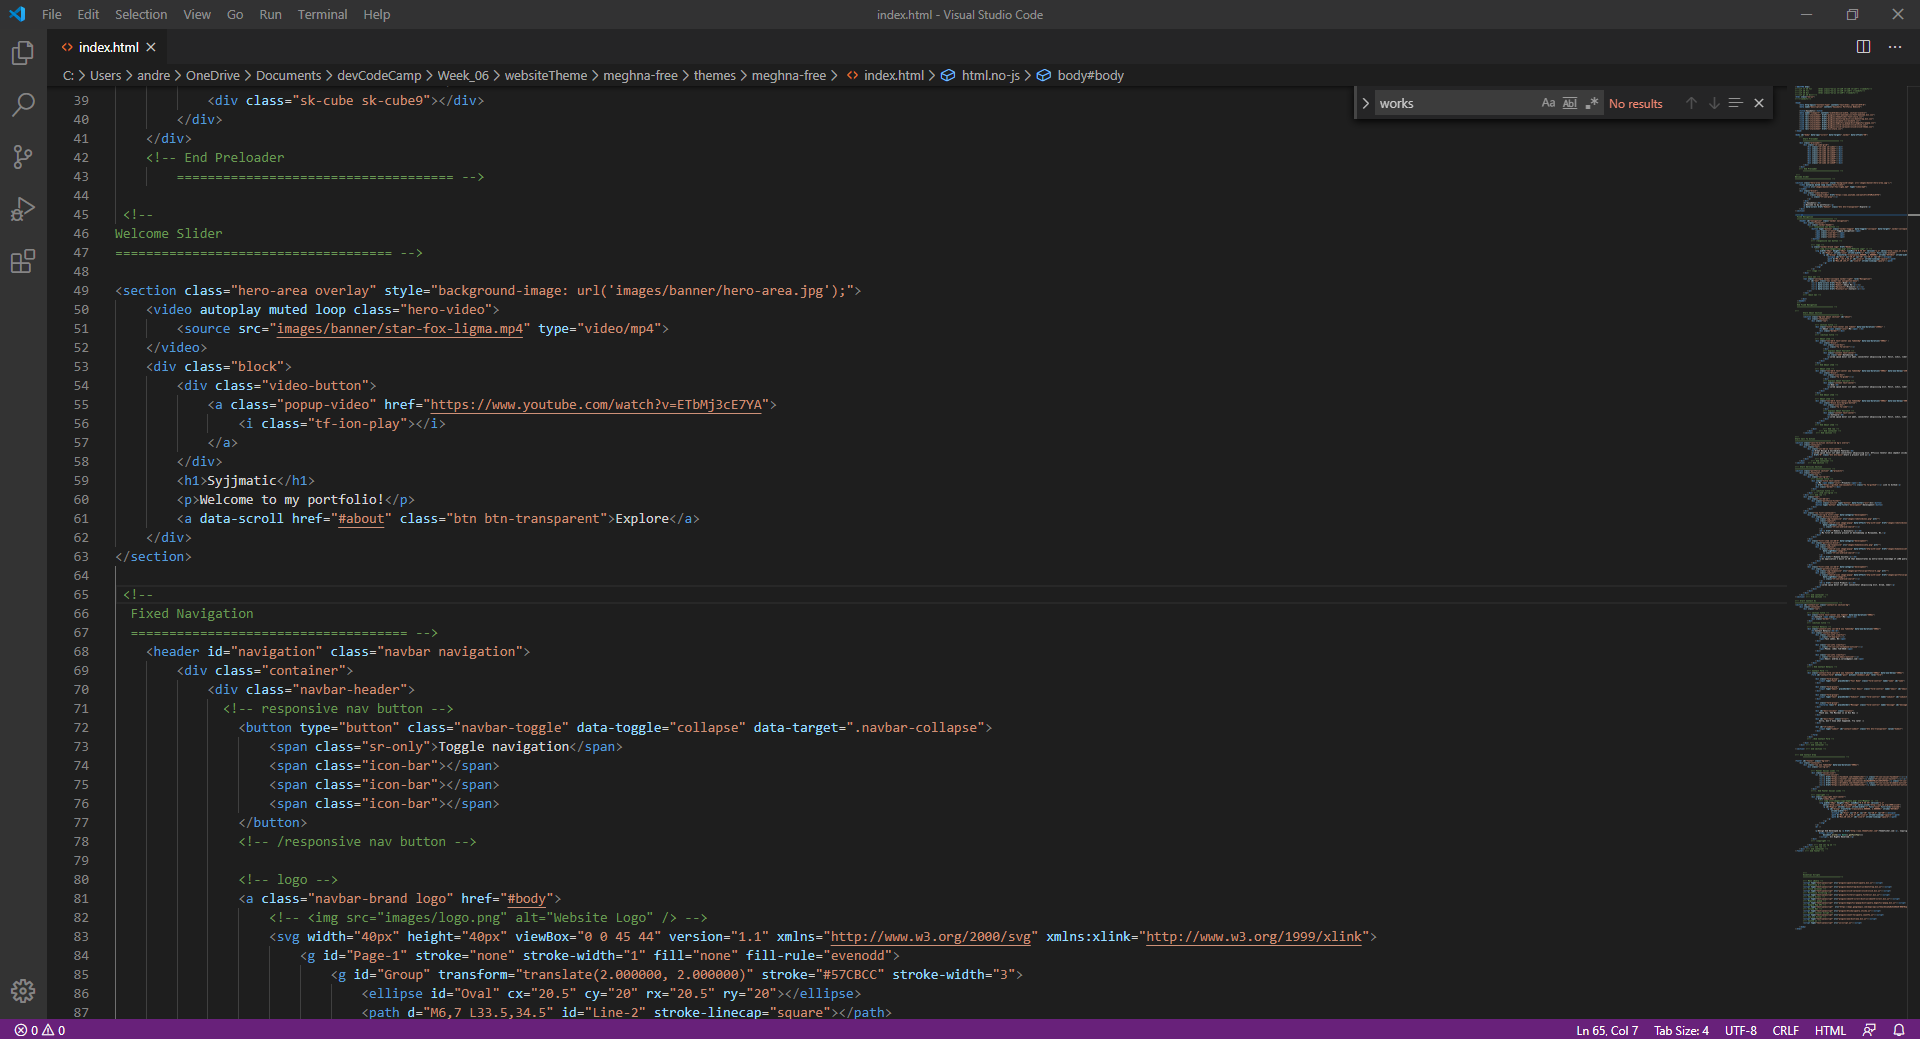 File Edit Selection View Go Run Terminal Help
index.html - Visual Studio Code
index.html
C: > Users > andre > OneDrive > Documents > devCodeCamp > Week_06 > websiteTheme > meghna-free > themes > meghna-free > index.html > html.no-js > body#body
works
Aa Abl .* No results
39 <div class="sk-cube sk-cube9"></div>
40 </div>
41 </div>
42 <!-- End Preloader
43 ==================================== -->
44
45 <!--
46 Welcome Slider
47 ==================================== -->
48
49 <section class="hero-area overlay" style="background-image: url('images/banner/hero-area.jpg');">
50 <video autoplay muted loop class="hero-video">
51 <source src="images/banner/star-fox-ligma.mp4" type="video/mp4">
52 </video>
53 <div class="block">
54 <div class="video-button">
55 <a class="popup-video" href="https://www.youtube.com/watch?v=ETbMj3cE7YA">
56 <i class="tf-ion-play"></i>
57 </a>
58 </div>
59 <h1>Syjjmatic</h1>
60 <p>Welcome to my portfolio!</p>
61 <a data-scroll href="#about" class="btn btn-transparent">Explore</a>
62 </div>
63 </section>
64
65 <!--
66 Fixed Navigation
67 ==================================== -->
68 <header id="navigation" class="navbar navigation">
69 <div class="container">
70 <div class="navbar-header">
71 <!-- responsive nav button -->
72 <button type="button" class="navbar-toggle" data-toggle="collapse" data-target=".navbar-collapse">
73 <span class="sr-only">Toggle navigation</span>
74 <span class="icon-bar"></span>
75 <span class="icon-bar"></span>
76 <span class="icon-bar"></span>
77 </button>
78 <!-- /responsive nav button -->
79
80 <!-- logo -->
81 <a class="navbar-brand logo" href="#body">
82 <!-- <img src="images/logo.png" alt="Website Logo" /> -->
83 <svg width="40px" height="40px" viewBox="0 0 45 44" version="1.1" xmlns="http://www.w3.org/2000/svg" xmlns:xlink="http://www.w3.org/1999/xlink">
84 <g id="Page-1" stroke="none" stroke-width="1" fill="none" fill-rule="evenodd">
85 <g id="Group" transform="translate(2.000000, 2.000000)" stroke="#57CBCC" stroke-width="3">
86 <ellipse id="Oval" cx="20.5" cy="20" rx="20.5" ry="20"></ellipse>
87 <path d="M6,7 L33.5,34.5" id="Line-2" stroke-linecap="square"></path>
0 0
Ln 65, Col 7 Tab Size: 4 UTF-8 CRLF HTML